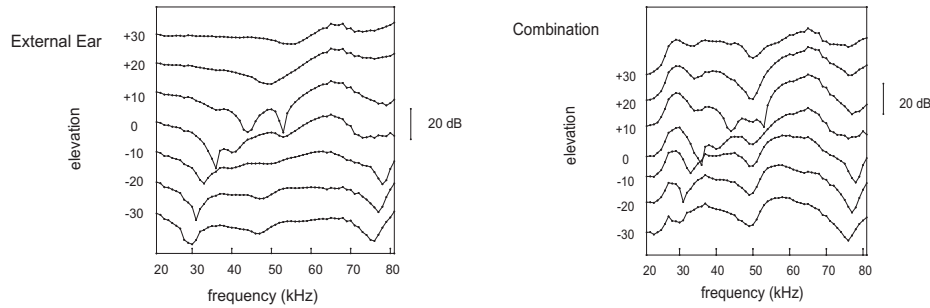 External Ear
elevation
+30
+20
+10
0
-10
-20
-30
20 30 40 50 60 70 80
frequency (kHz)
20 dB
Combination
elevation
+30
+20
+10
0
-10
-20
-30
20 30 40 50 60 70 80
frequency (kHz)
20 dB